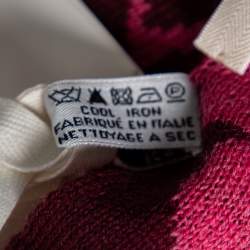 COOL IRON
FABRIQUÉ EN ITALIE
NETTOYAGE A SEC